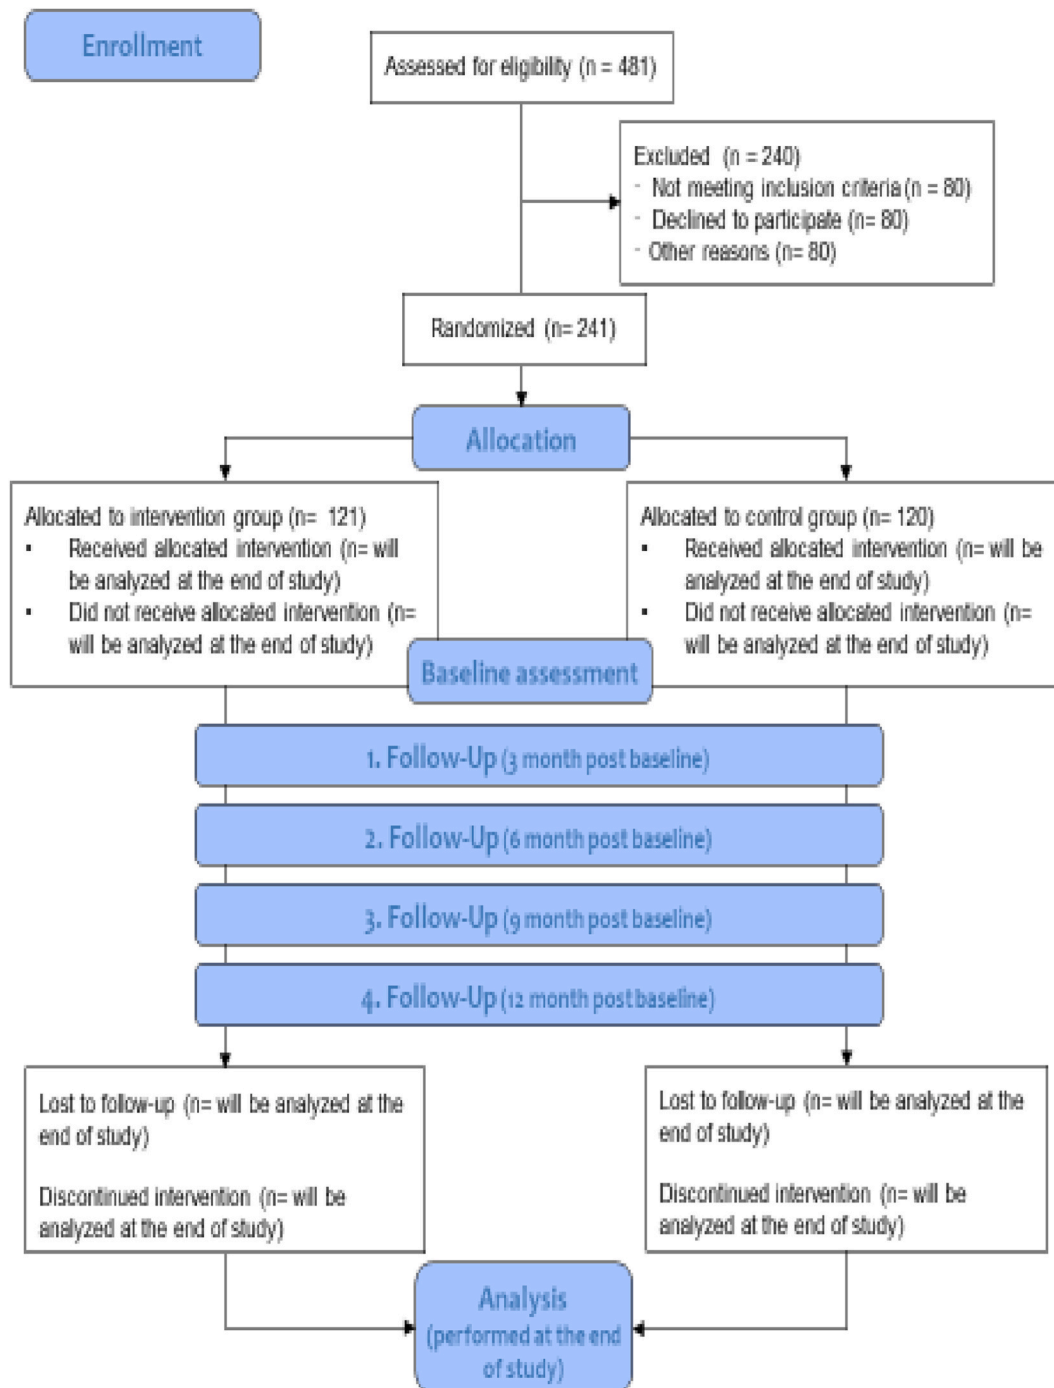 Enrollment
Assessed for eligibility (n = 481)
Excluded (n = 240)
- Not meeting inclusion criteria (n = 80)
- Declined to participate (n= 80)
- Other reasons (n= 80)
Randomized (n= 241)
Allocation
Allocated to intervention group (n= 121)
▪ Received allocated intervention (n= will
be analyzed at the end of study)
▪ Did not receive allocated intervention (n=
will be analyzed at the end of study)
Allocated to control group (n= 120)
▪ Received allocated intervention (n= will be
analyzed at the end of study)
▪ Did not receive allocated intervention (n=
will be analyzed at the end of study)
Baseline assessment
1. Follow-Up (3 month post baseline)
2. Follow-Up (6 month post baseline)
3. Follow-Up (9 month post baseline)
4. Follow-Up (12 month post baseline)
Lost to follow-up (n= will be analyzed at the
end of study)
Discontinued intervention (n= will be
analyzed at the end of study)
Lost to follow-up (n= will be analyzed at the
end of study)
Discontinued intervention (n= will be
analyzed at the end of study)
Analysis
(performed at the end
of study)